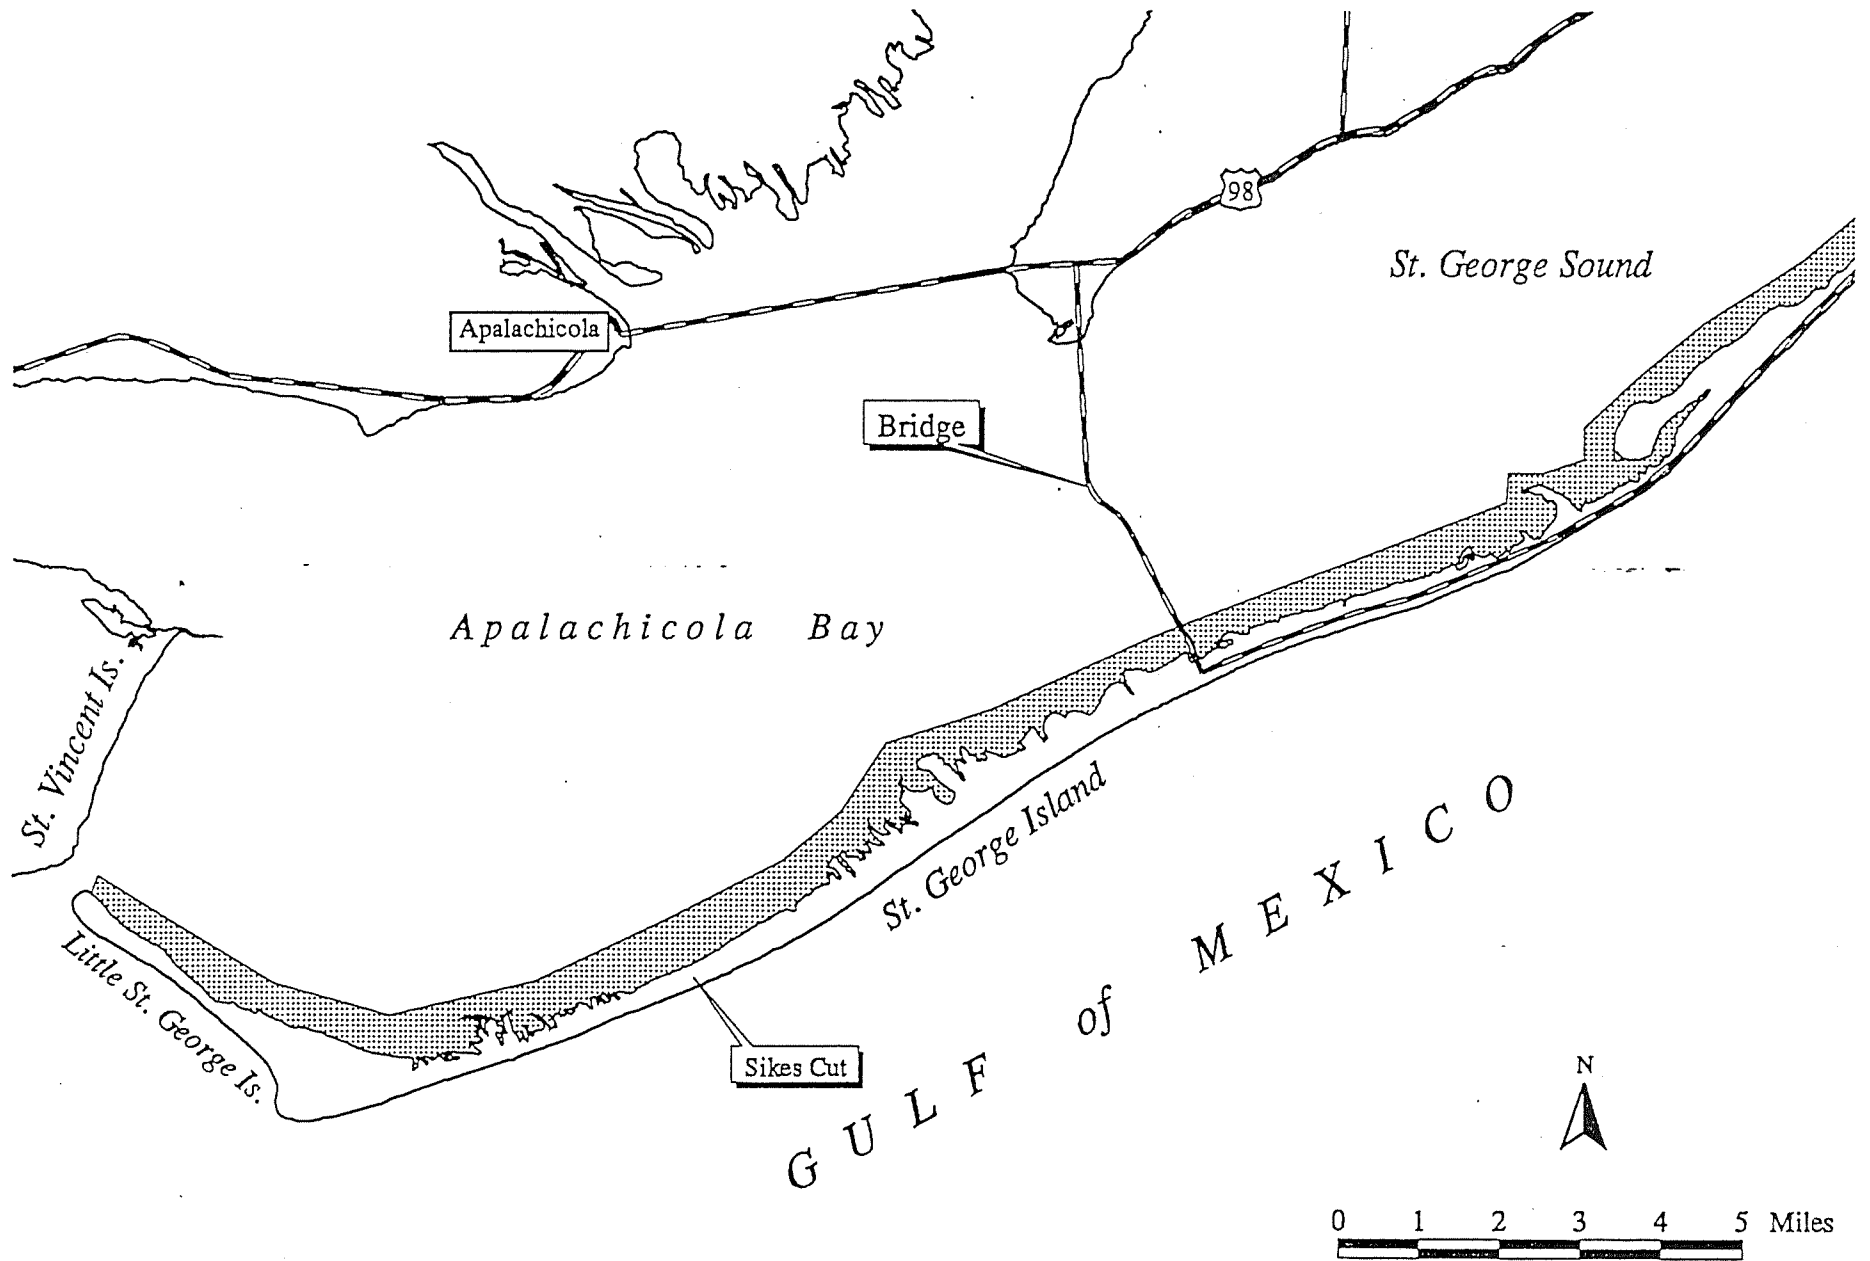 98
St. George Sound
Apalachicola
Bridge
Apalachicola Bay
St. Vincent Is.
St. George Island
Little St. George Is.
Sikes Cut
GULF of MEXICO
N
0 1 2 3 4 5 Miles